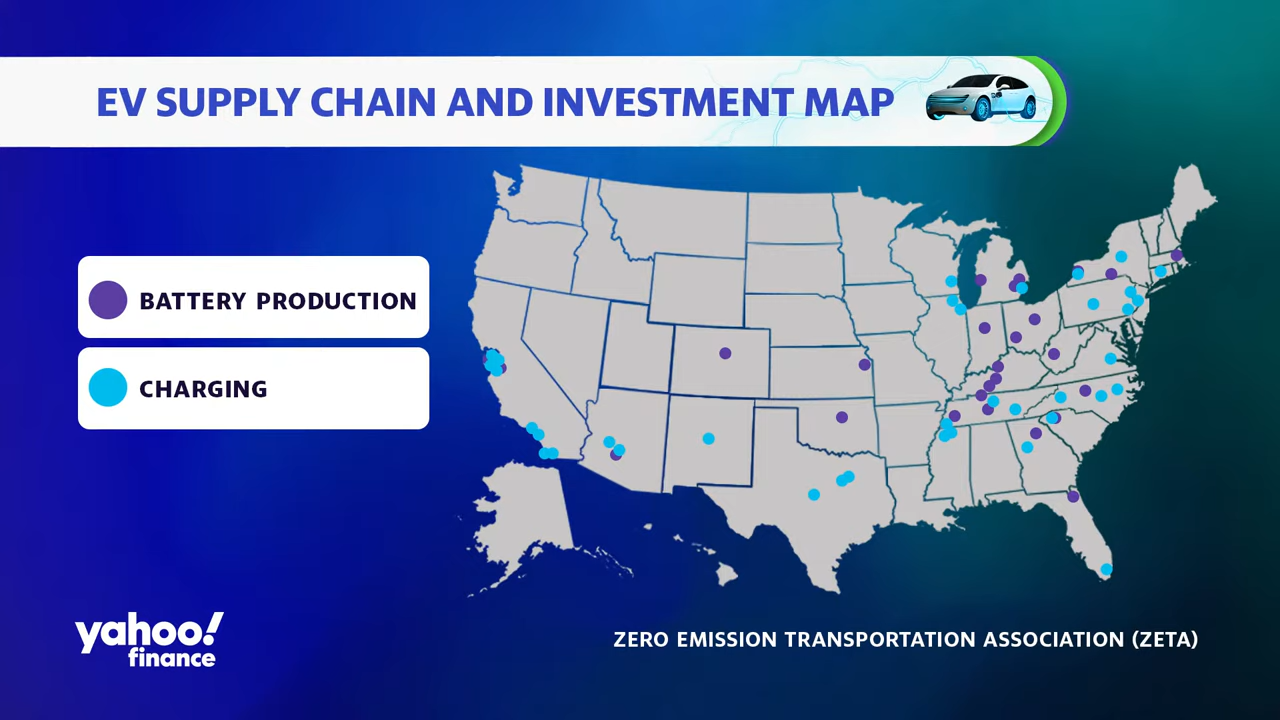 EV SUPPLY CHAIN AND INVESTMENT MAP
BATTERY PRODUCTION
CHARGING
yahoo!
finance
ZERO EMISSION TRANSPORTATION ASSOCIATION (ZETA)